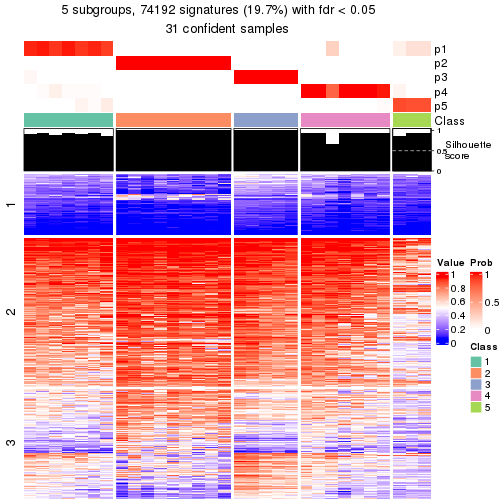 5 subgroups, 74192 signatures (19.7%) with fdr < 0.05
31 confident samples
p1
p2
p3
p4
p5
Class
1
0.5
0
Silhouette
score
1
2
3
Value
1
0.8
0.6
0.4
0.2
0
Prob
1
0.5
0
Class
1
2
3
4
5